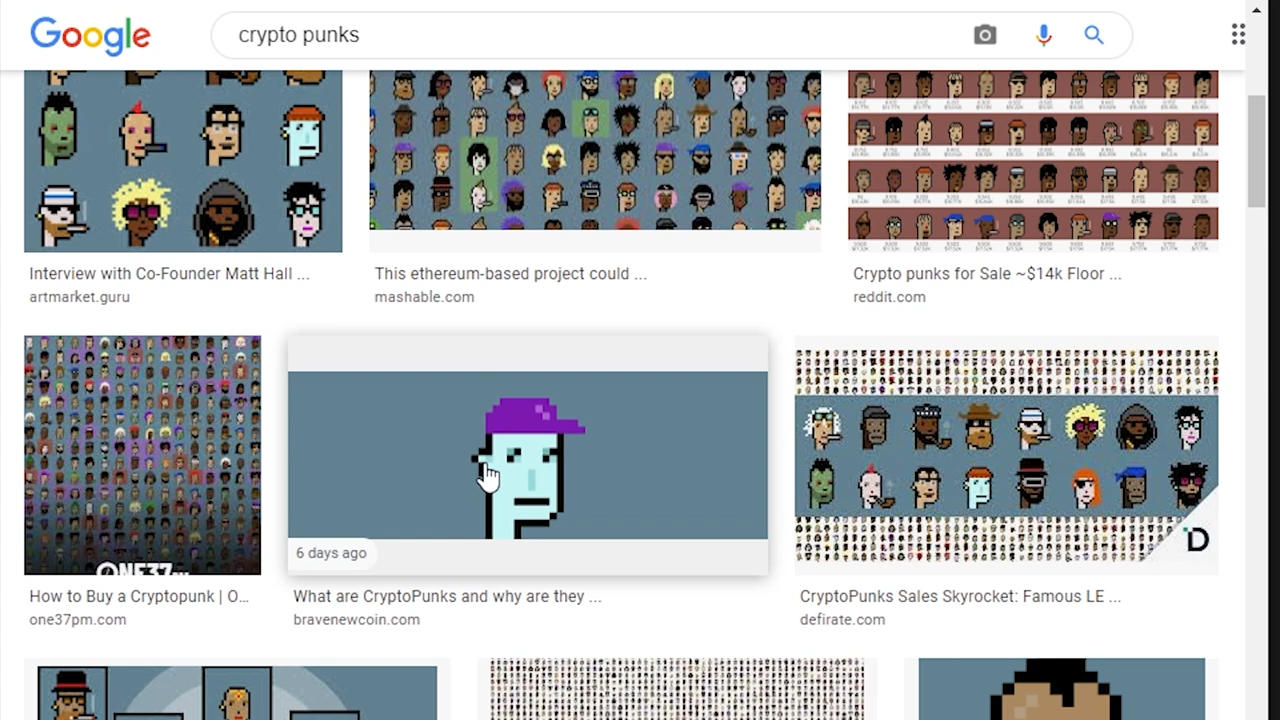 Google
crypto punks
Interview with Co-Founder Matt Hall ...
artmarket.guru
This ethereum-based project could ...
mashable.com
Crypto punks for Sale ~$14k Floor ...
reddit.com
ONE37
6 days ago
D
How to Buy a Cryptopunk | O...
one37pm.com
What are CryptoPunks and why are they ...
bravenewcoin.com
CryptoPunks Sales Skyrocket: Famous LE ...
defirate.com